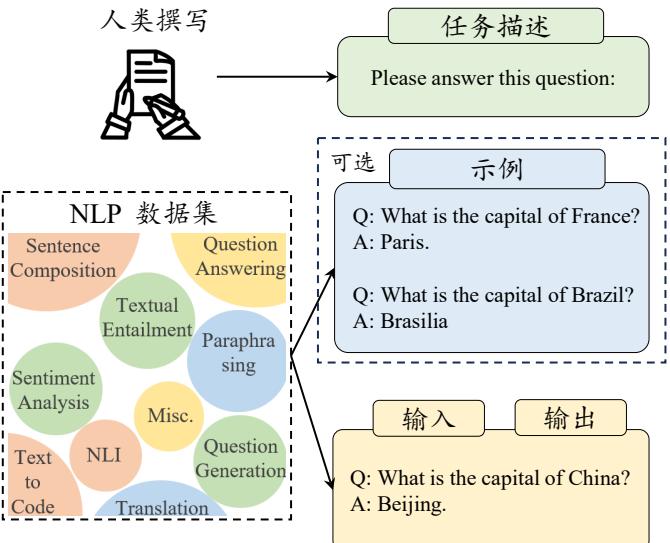 人类撰写
任务描述
Please answer this question:
可选
示例
Q: What is the capital of France?
A: Paris.
Q: What is the capital of Brazil?
A: Brasilia
NLP 数据集
Sentence
Composition
Question
Answering
Textual
Entailment
Paraphra
sing
Sentiment
Analysis
Misc.
Text
to
Code
NLI
Question
Generation
Translation
输入
输出
Q: What is the capital of China?
A: Beijing.